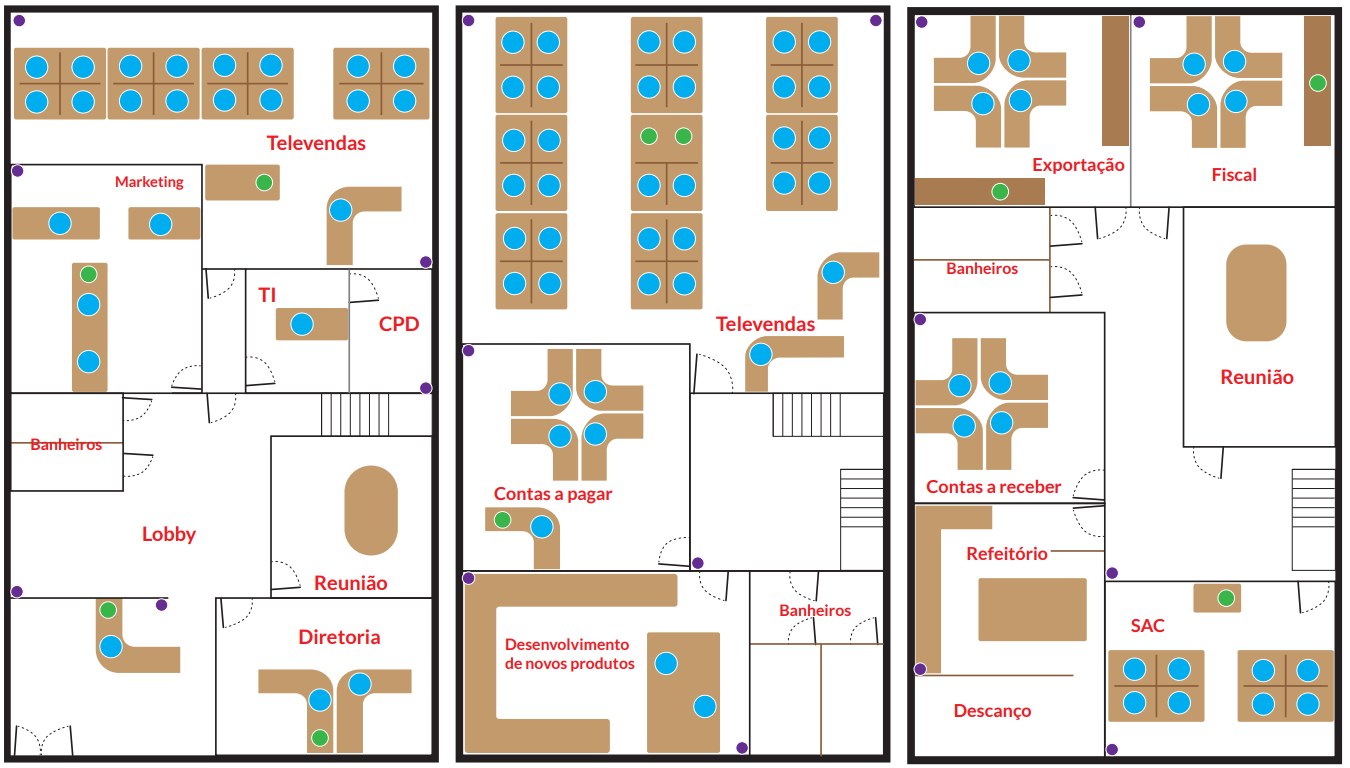 Televendas
Marketing
TI
CPD
Banheiros
Lobby
Reunião
Diretoria
Televendas
Contas a pagar
Desenvolvimento
de novos produtos
Banheiros
Exportação
Fiscal
Banheiros
Reunião
Contas a receber
Refeitório
SAC
Descanço